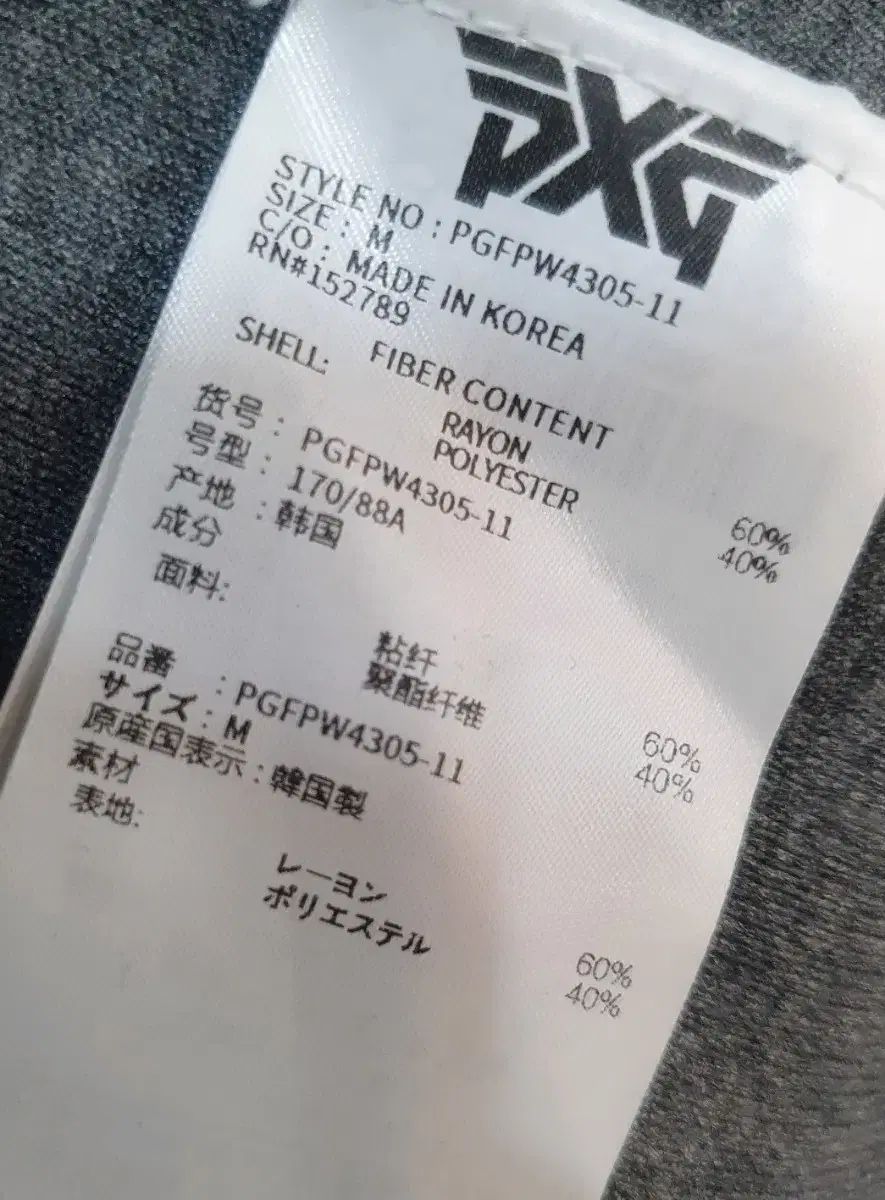 PXG
STYLE NO : PGFPW4305-11
SIZE : M
C/O : MADE IN KOREA
RN#152789
FIBER CONTENT
SHELL:
RAYON 60%
POLYESTER 40%
货号 : PGFPW4305-11
号型 : 170/88A
产地 : 韩国
成分
面料:
粘纤 60%
聚酯纤维 40%
品番 : PGFPW4305-11
サイズ : M
原産国表示 : 韓国製
素材
表地:
レーヨン 60%
ポリエステル 40%